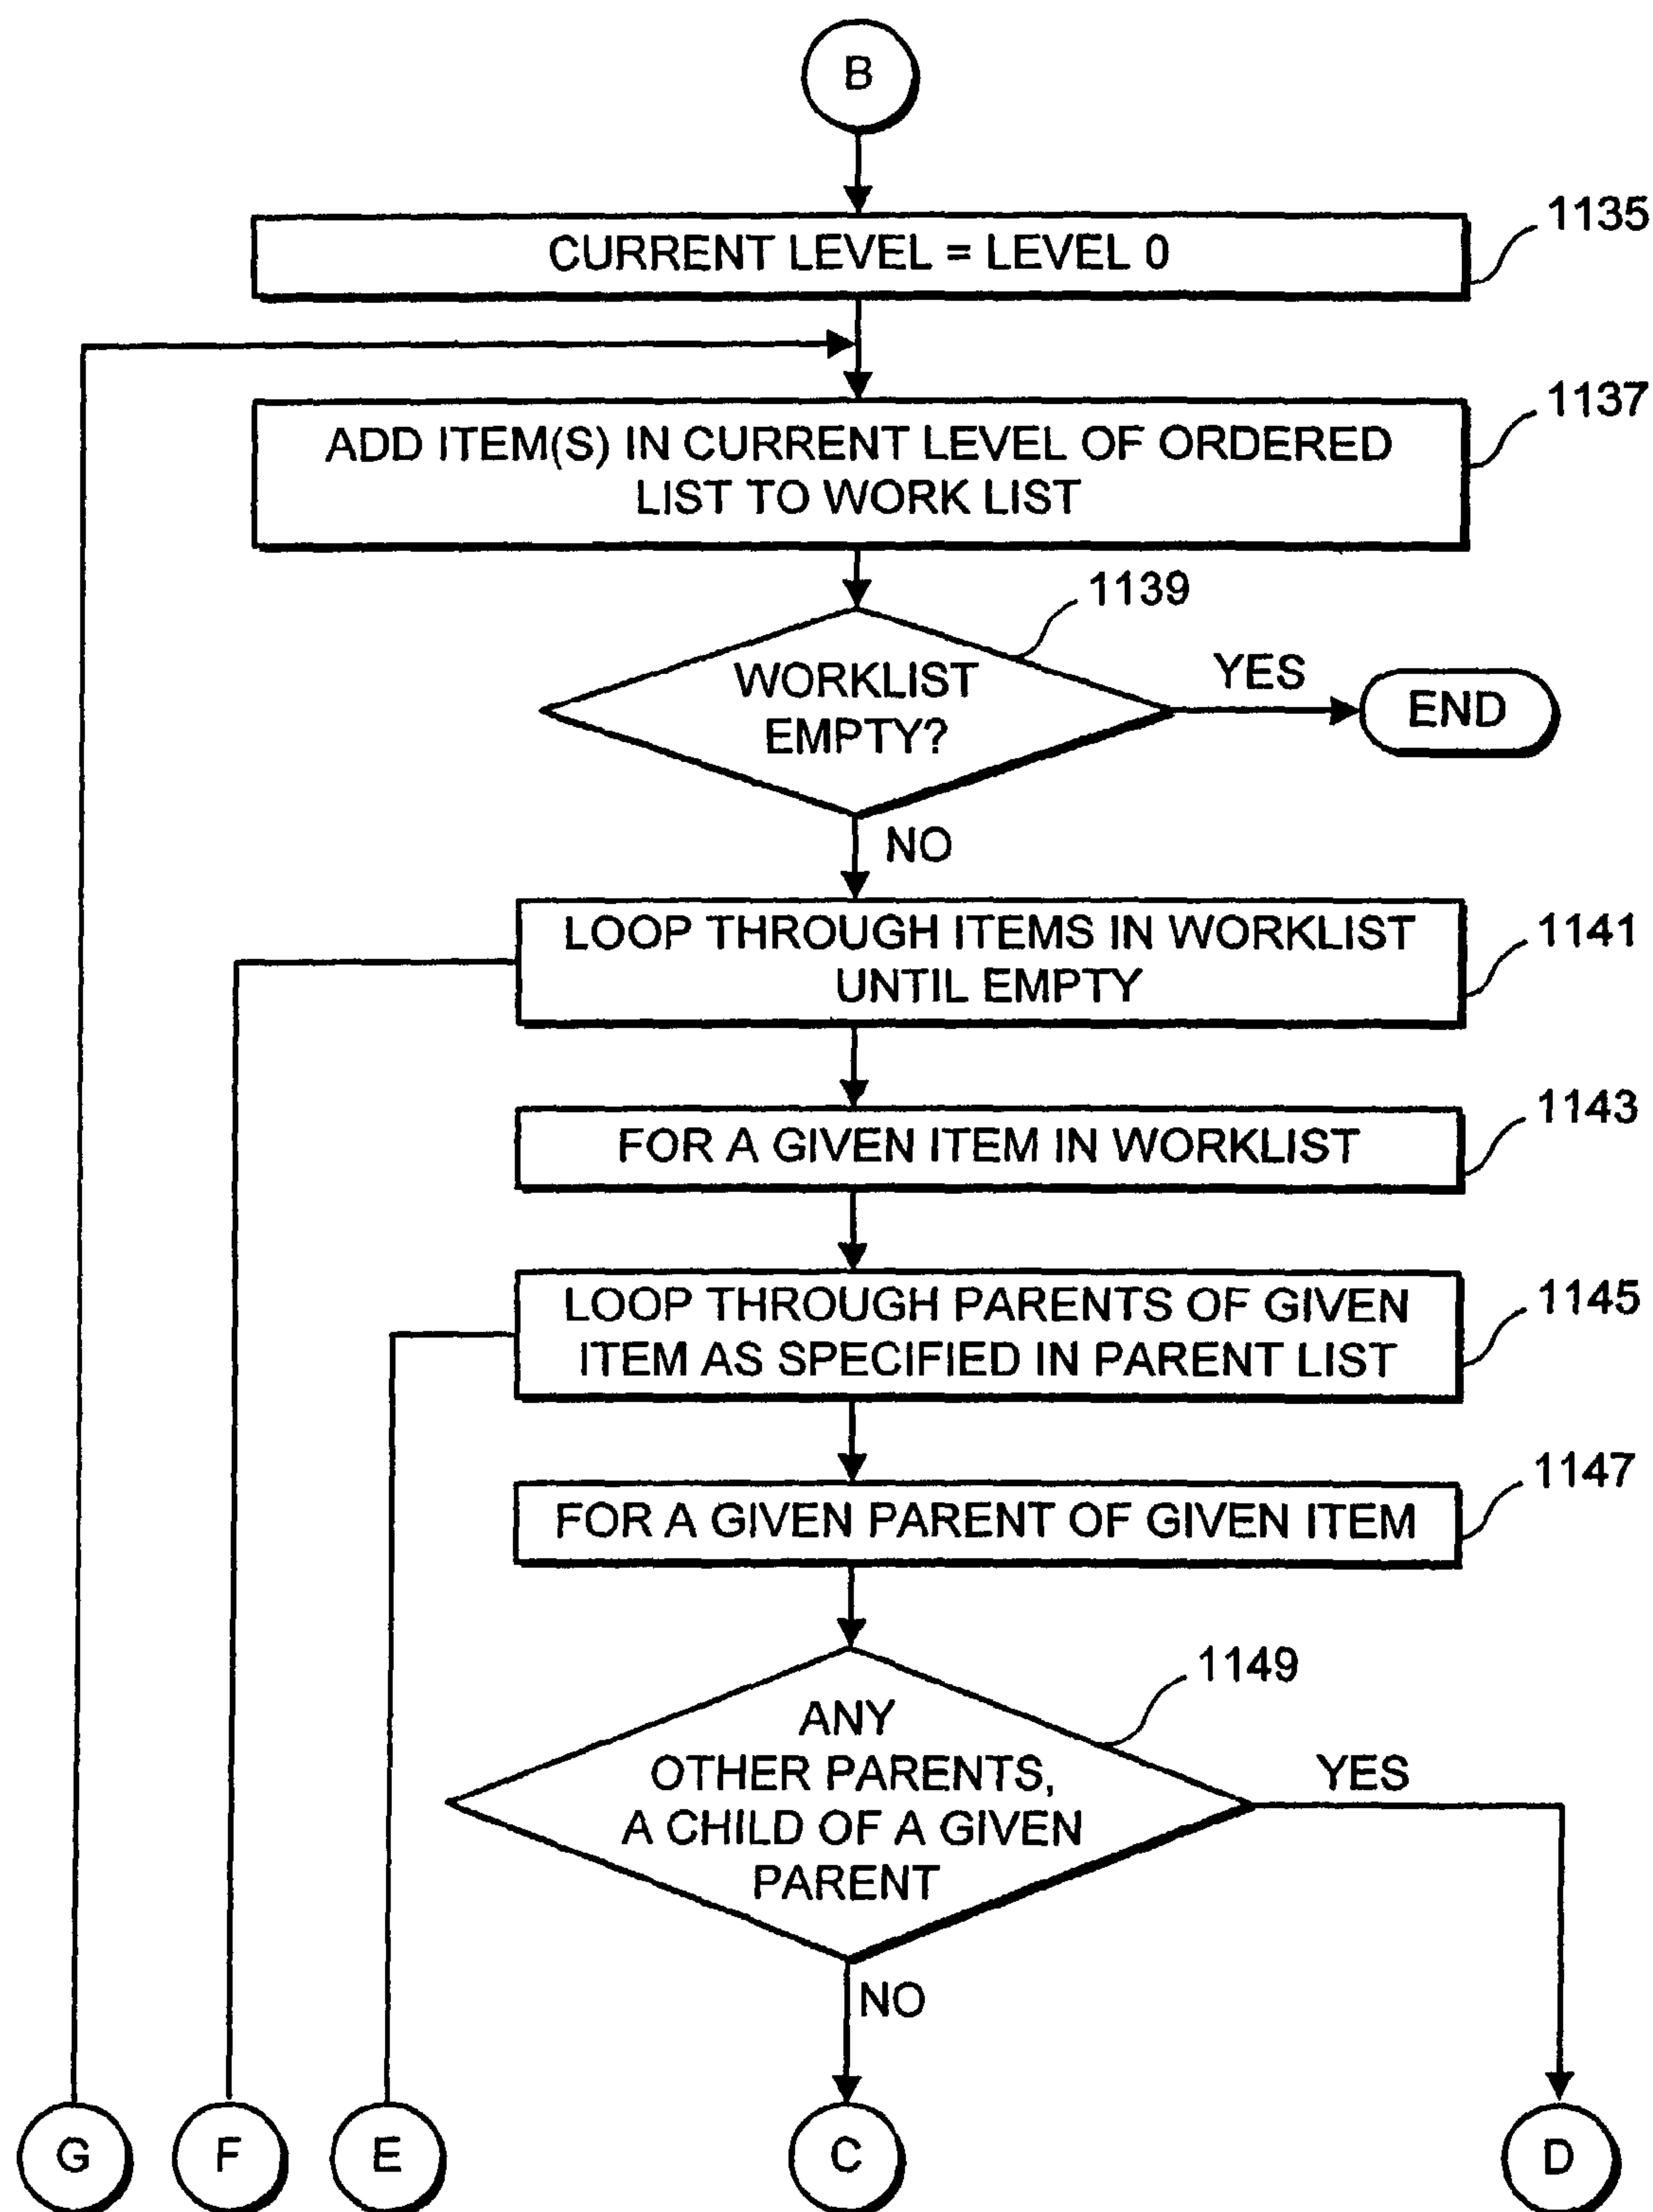 B
1135
CURRENT LEVEL = LEVEL 0
1137
ADD ITEM(S) IN CURRENT LEVEL OF ORDERED
LIST TO WORK LIST
1139
WORKLIST
EMPTY?
YES
END
NO
LOOP THROUGH ITEMS IN WORKLIST
UNTIL EMPTY
1141
FOR A GIVEN ITEM IN WORKLIST
1143
LOOP THROUGH PARENTS OF GIVEN
ITEM AS SPECIFIED IN PARENT LIST
1145
FOR A GIVEN PARENT OF GIVEN ITEM
1147
1149
ANY
OTHER PARENTS,
A CHILD OF A GIVEN
PARENT
YES
NO
G
F
E
C
D